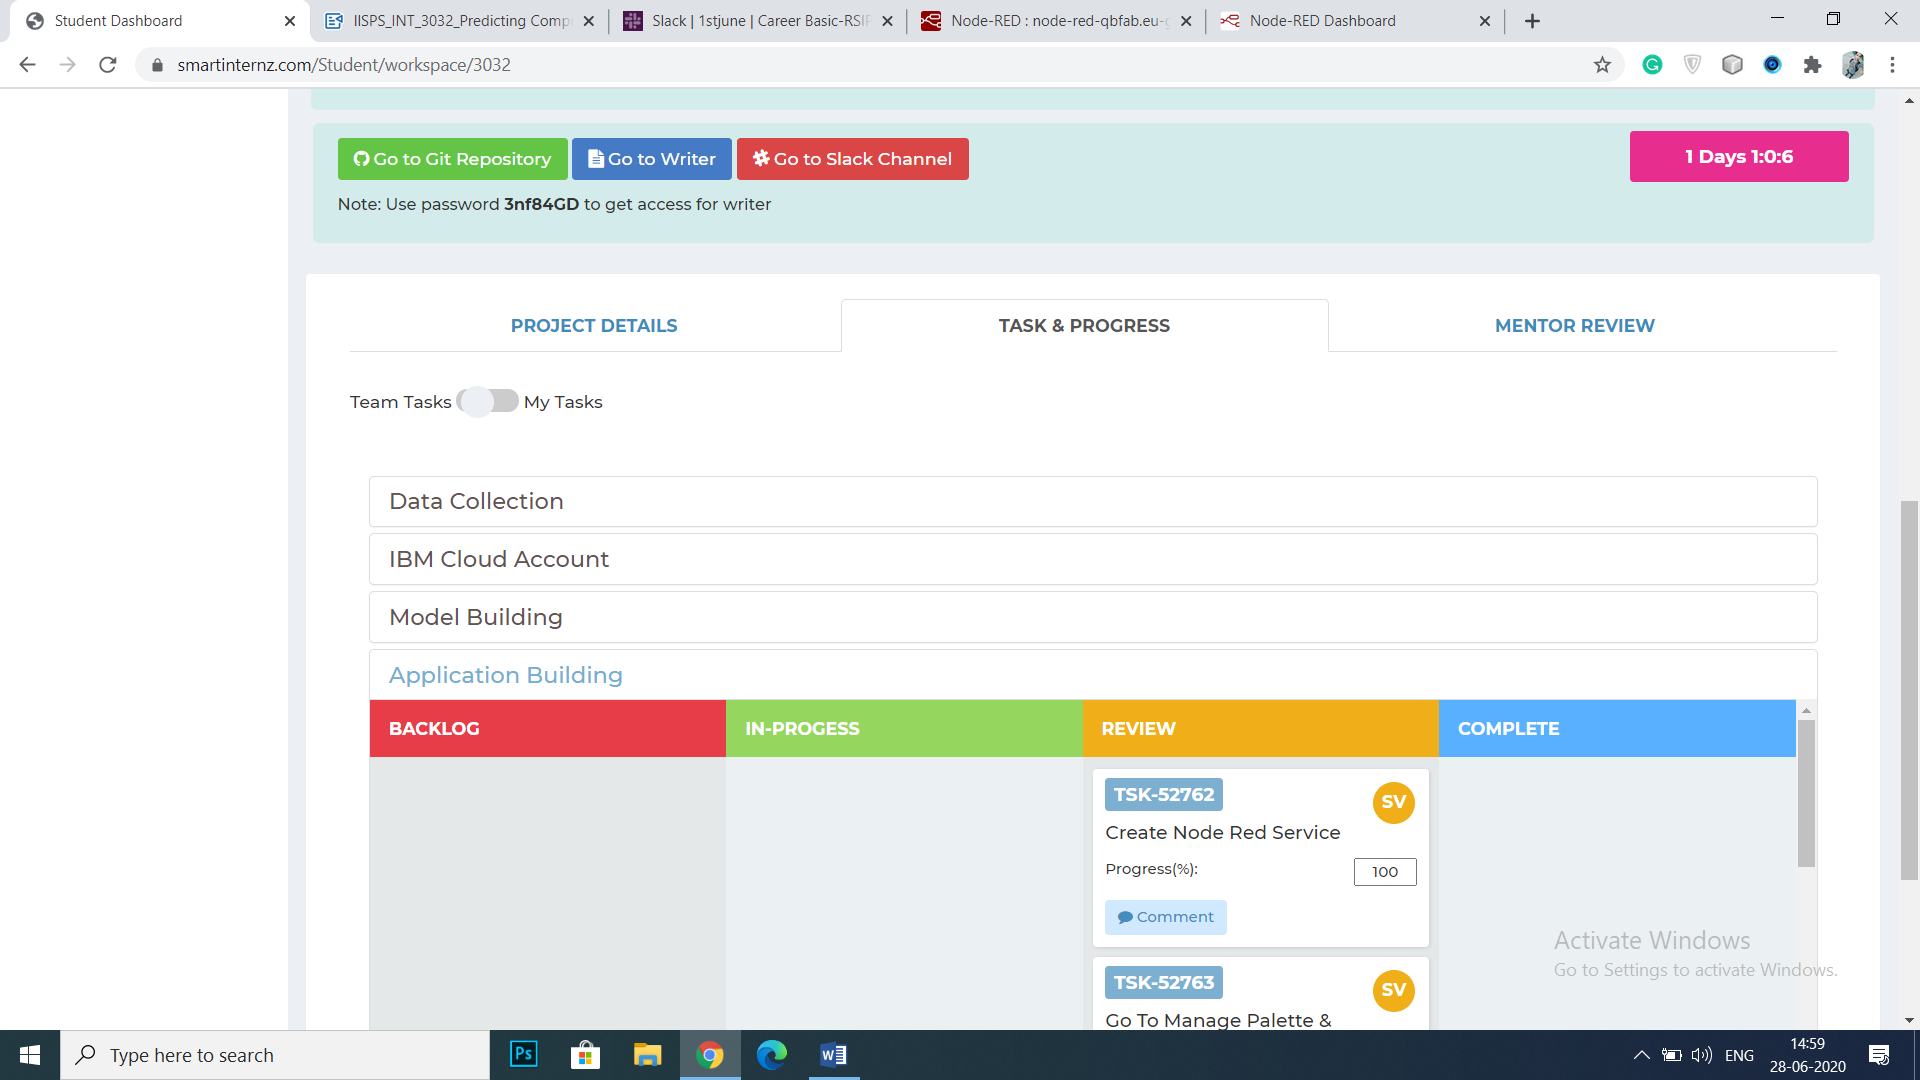 Student Dashboard
IISPS_INT_3032_Predicting Comp
Slack | 1stjune | Career Basic-RSIP
Node-RED : node-red-qbfab.eu-g
Node-RED Dashboard
smartinternz.com/Student/workspace/3032
Go to Git Repository
Go to Writer
Go to Slack Channel
1 Days 1:0:6
Note: Use password 3nf84GD to get access for writer
PROJECT DETAILS
TASK & PROGRESS
MENTOR REVIEW
Team Tasks
My Tasks
Data Collection
IBM Cloud Account
Model Building
Application Building
BACKLOG
IN-PROGESS
REVIEW
COMPLETE
TSK-52762
SV
Create Node Red Service
Progress(%):
100
Comment
TSK-52763
SV
Go To Manage Palette &
Activate Windows
Go to Settings to activate Windows.
Type here to search
Ps
ENG
14:59
28-06-2020